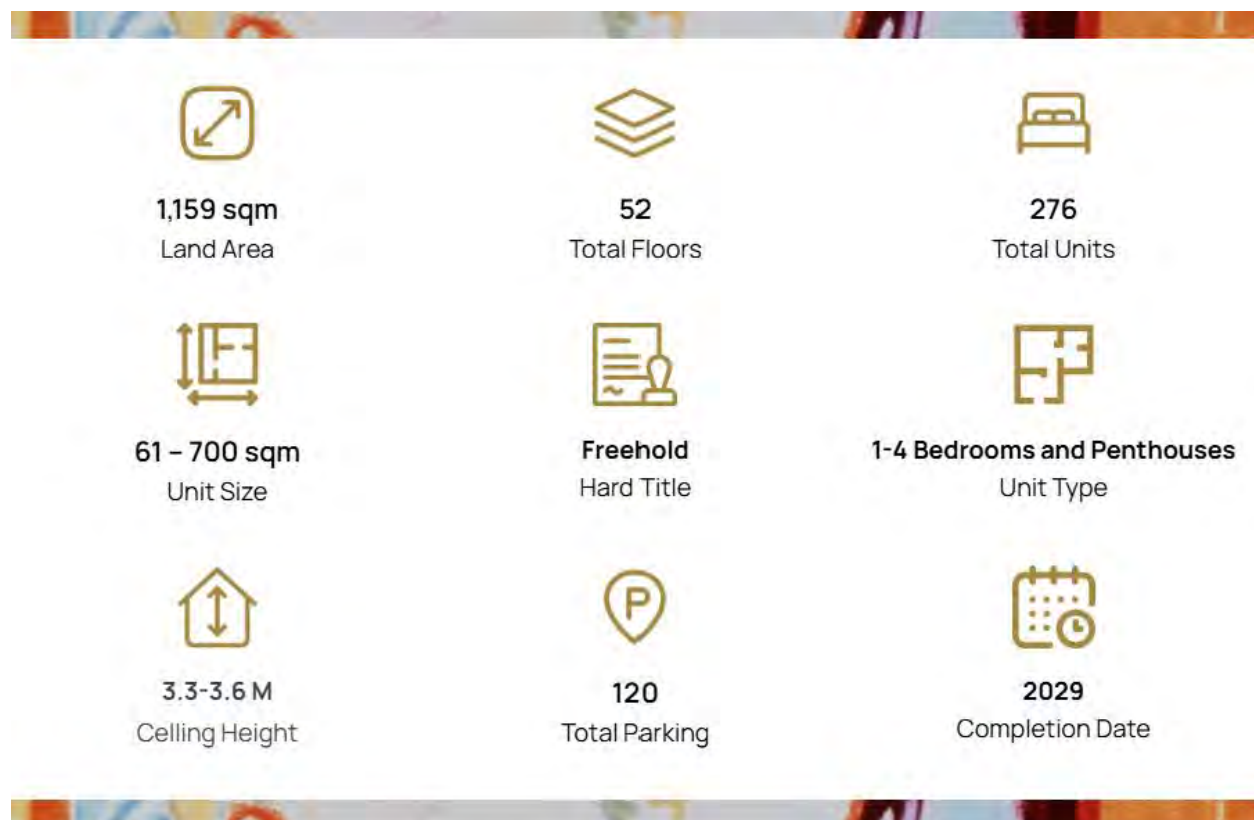 1,159 sqm
Land Area
52
Total Floors
276
Total Units
61 – 700 sqm
Unit Size
Freehold
Hard Title
1-4 Bedrooms and Penthouses
Unit Type
3.3-3.6 M
Celling Height
P
120
Total Parking
2029
Completion Date